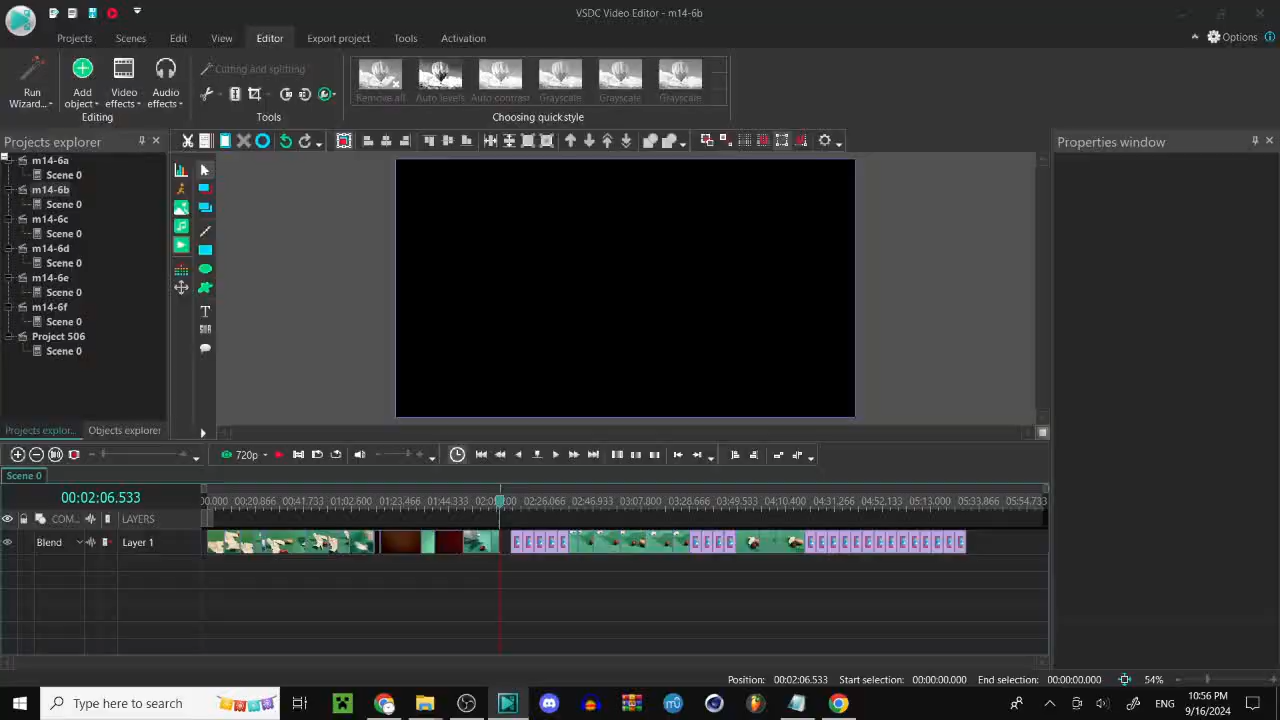 VSDC Video Editor - m14-6b
Projects Scenes Edit View Editor Export project Tools Activation Options
Run Wizard...
Add object
Video effects
Audio effects
Cutting and splitting
Remove all Auto levels Auto contrast Grayscale Grayscale Grayscale
Editing Tools Choosing quick style
Projects explorer
Properties window
m14-6a
Scene 0
m14-6b
Scene 0
m14-6c
Scene 0
m14-6d
Scene 0
m14-6e
Scene 0
m14-6f
Scene 0
Project 506
Scene 0
T
Projects explor... Objects explorer
720p
Scene 0
00:02:06.533
00:20.866 00:41.733 01:02.600 01:23.466 01:44.333 02:26.066 02:46.933 03:07.800 03:28.666 03:49.533 04:10.400 04:31.266 04:52.133 05:13.000 05:33.866 05:54.733
COM... LAYERS
Blend Layer 1
Position: 00:02:06.533 Start selection: 00:00:00.000 End selection: 00:00:00.000 54%
Type here to search
ENG
10:56 PM
9/16/2024